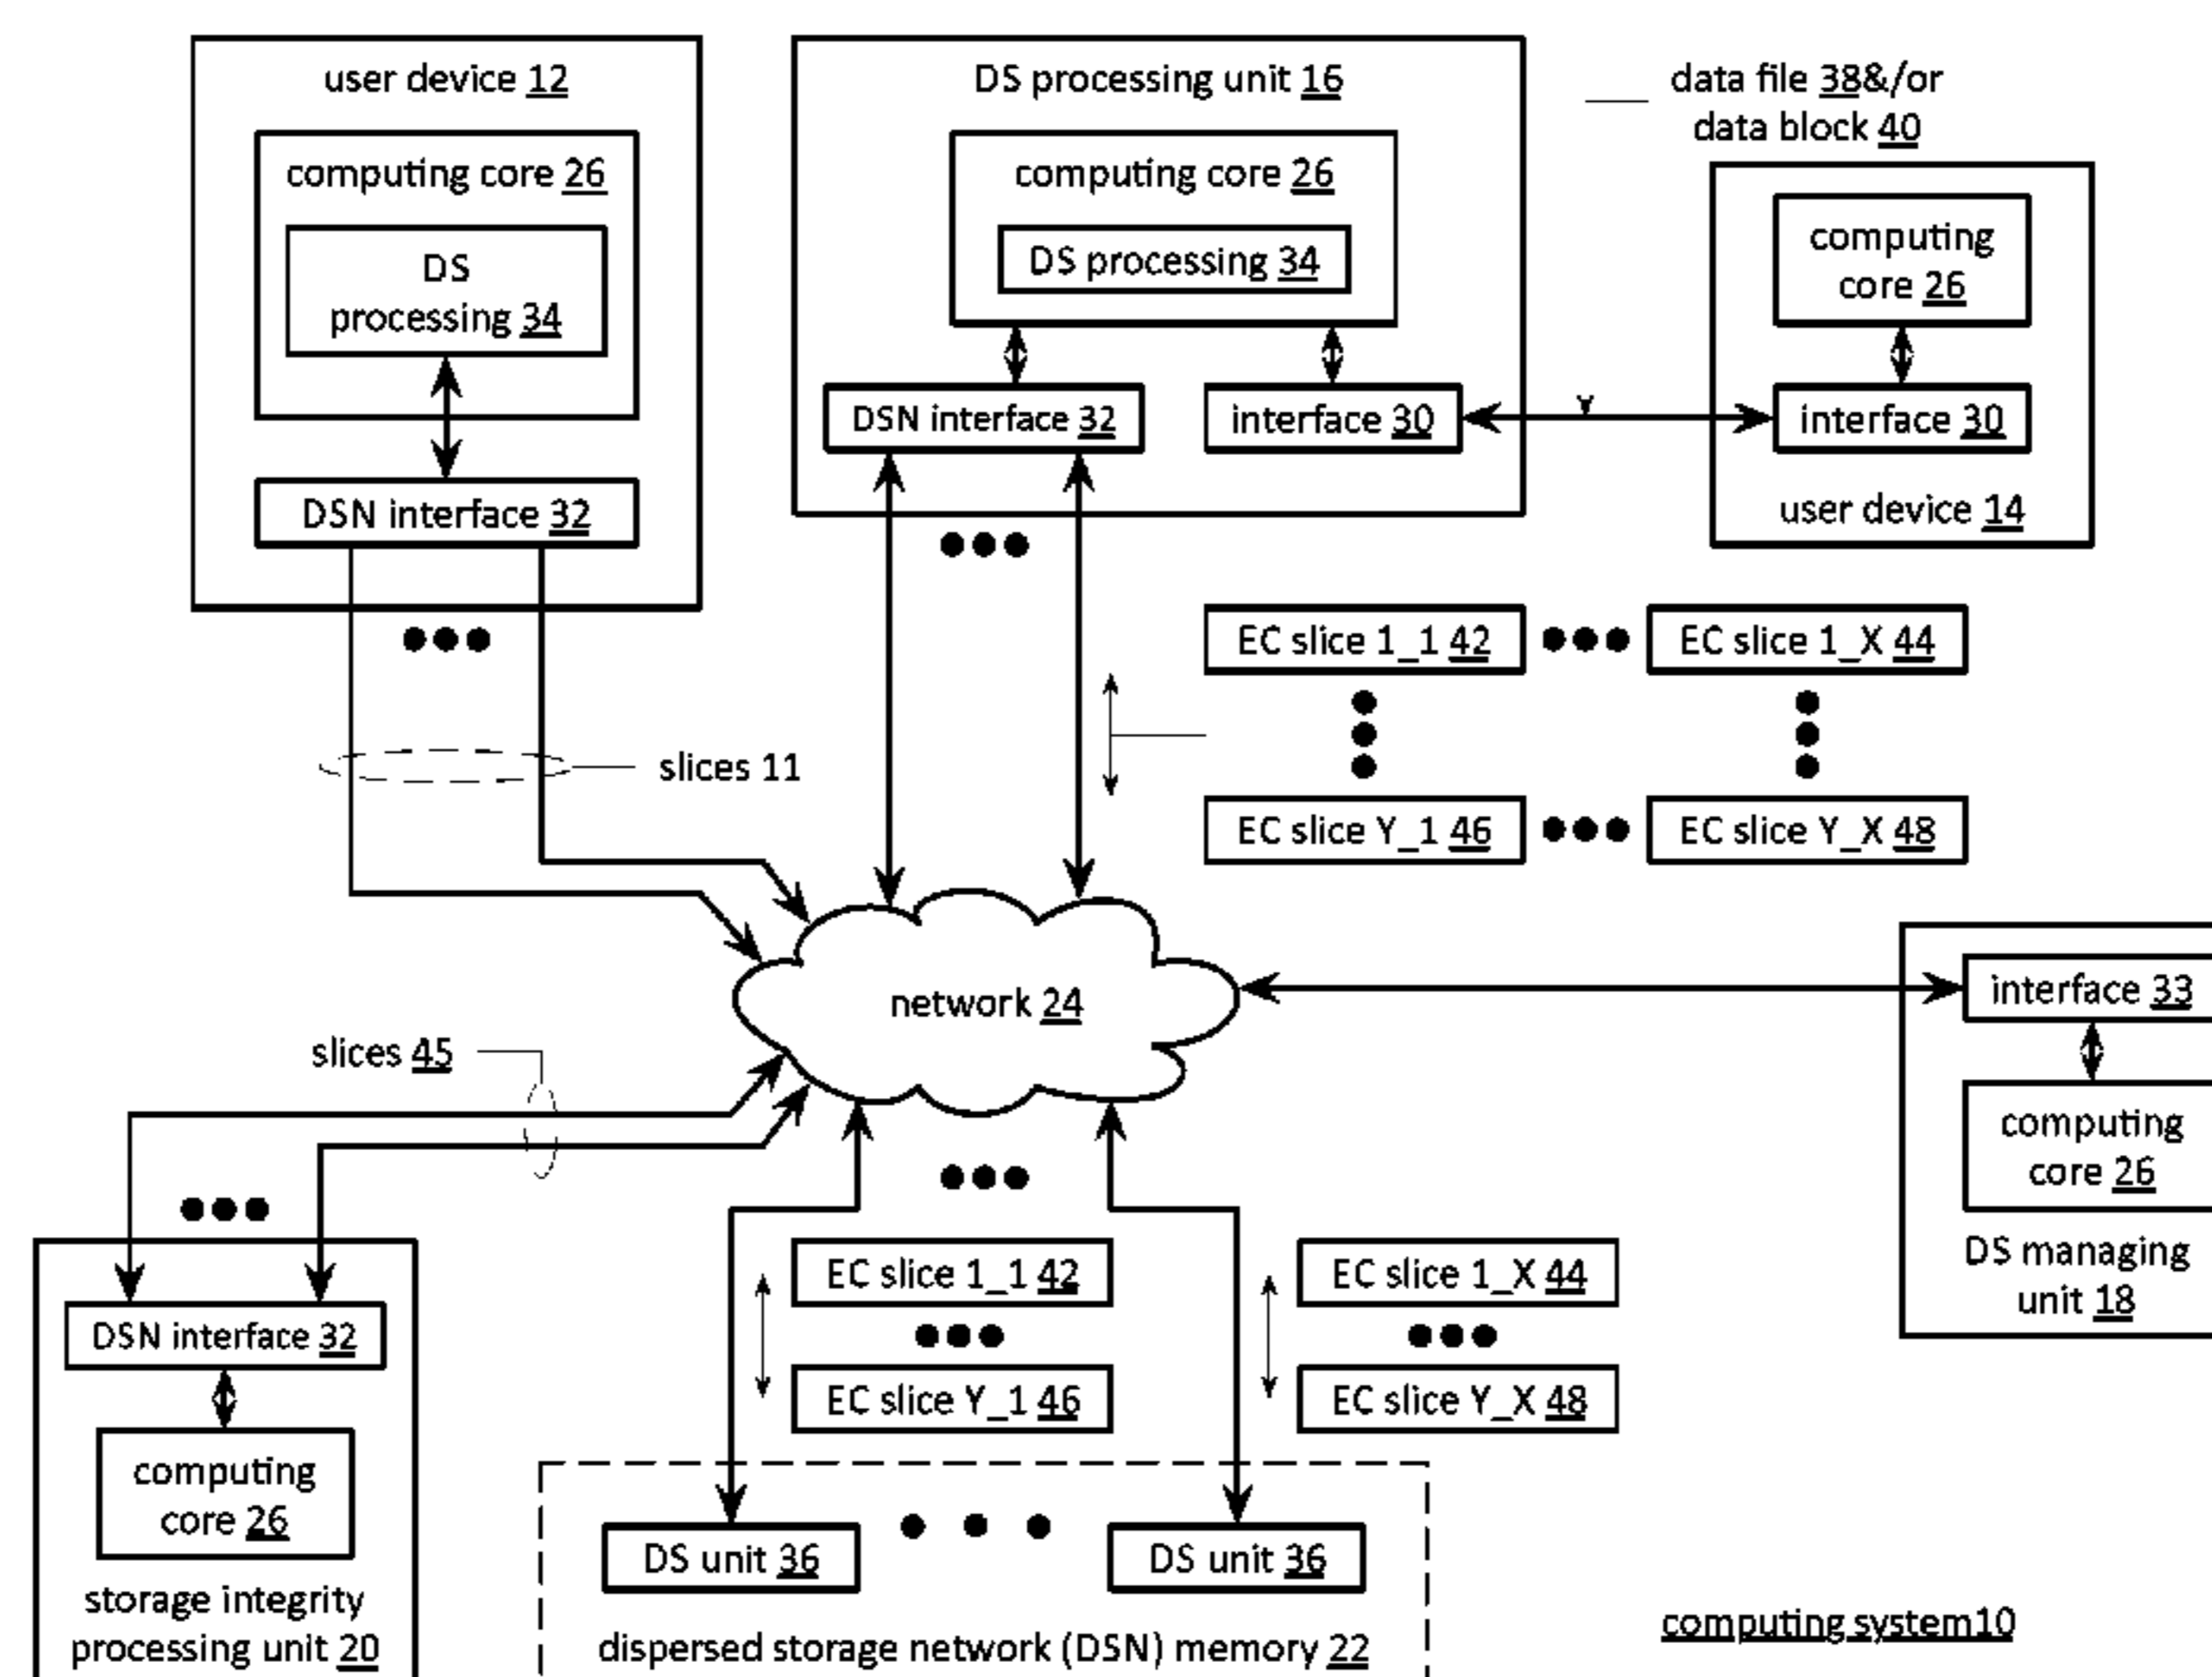 user device 12
computing core 26
DS
processing 34
DSN interface 32
slices 11
DS processing unit 16
computing core 26
DS processing 34
DSN interface 32
interface 30
data file 38&/or
data block 40
computing
core 26
interface 30
user device 14
EC slice 1_1 42
EC slice 1_X 44
EC slice Y_1 46
EC slice Y_X 48
network 24
interface 33
computing
core 26
DS managing
unit 18
slices 45
DSN interface 32
computing
core 26
storage integrity
processing unit 20
EC slice 1_1 42
EC slice 1_X 44
EC slice Y_1 46
EC slice Y_X 48
DS unit 36
DS unit 36
dispersed storage network (DSN) memory 22
computing system10